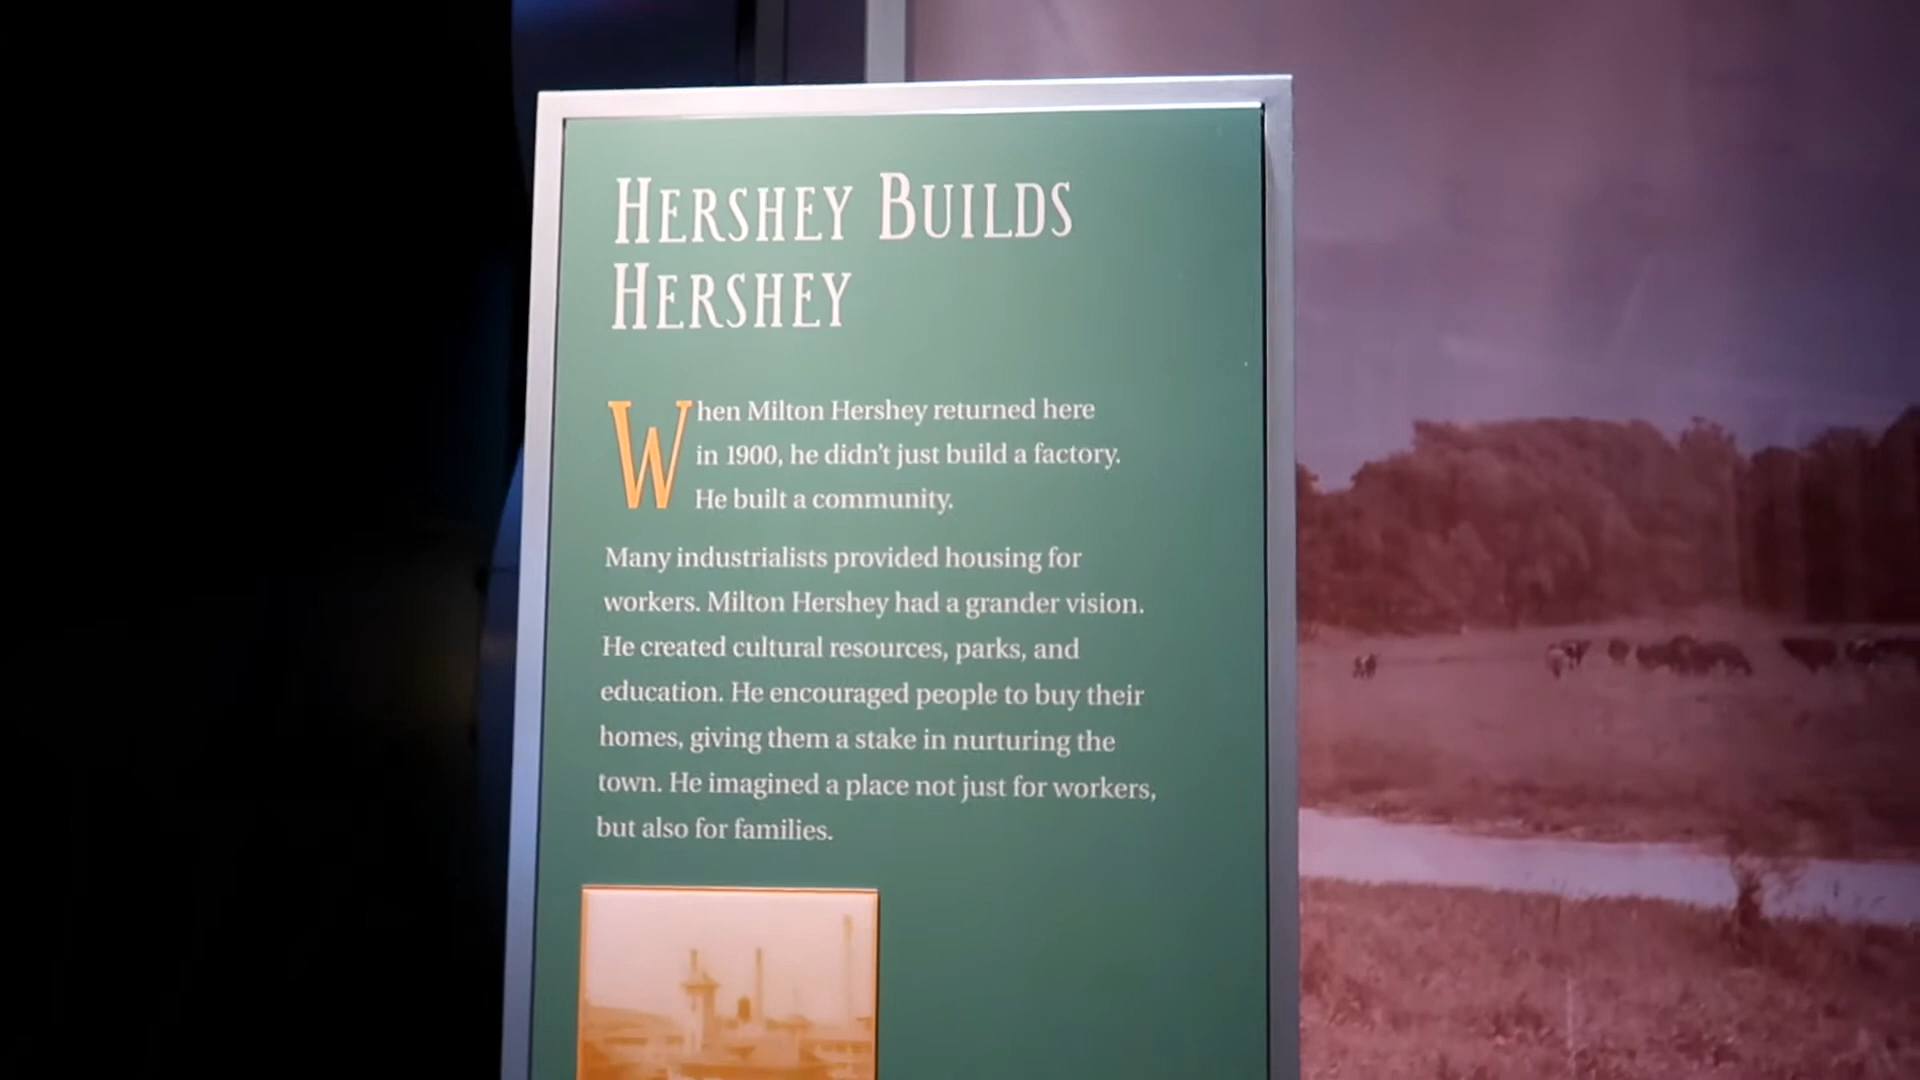 HERSHEY BUILDS
HERSHEY
When Milton Hershey returned here
in 1900, he didn't just build a factory.
He built a community.
Many industrialists provided housing for
workers. Milton Hershey had a grander vision.
He created cultural resources, parks, and
education. He encouraged people to buy their
homes, giving them a stake in nurturing the
town. He imagined a place not just for workers,
but also for families.